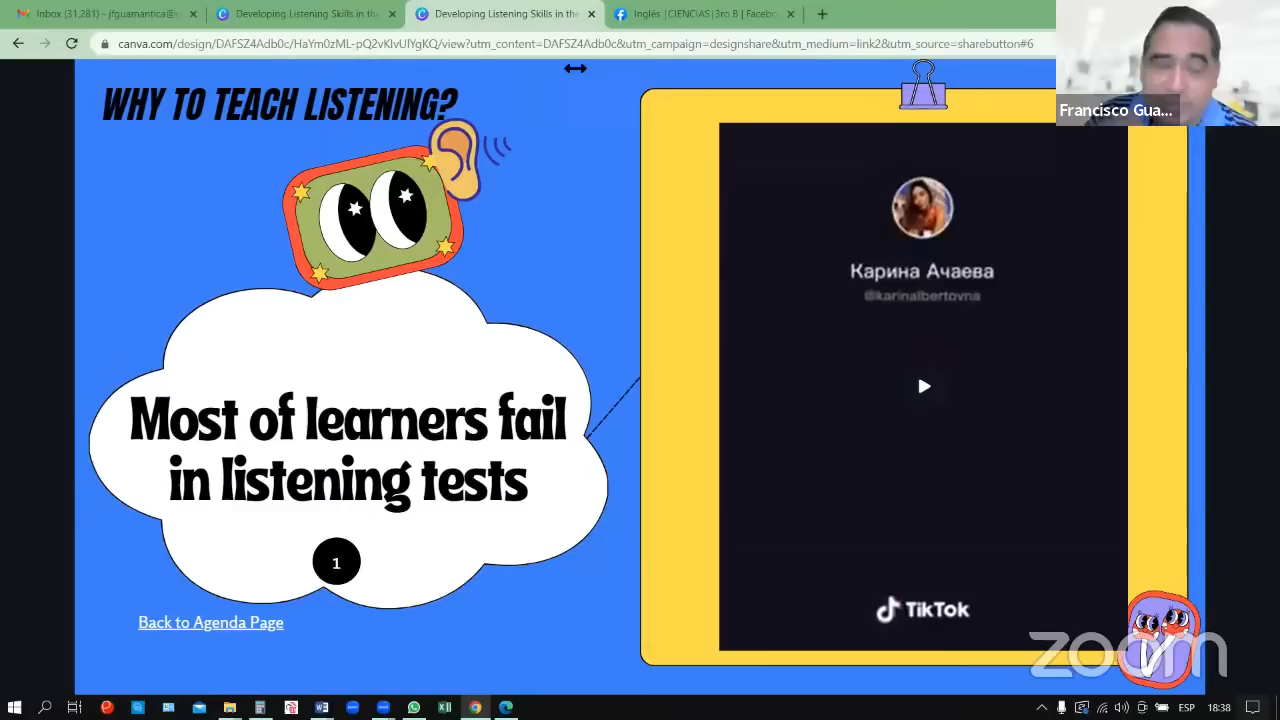 Inbox (31,281) - jfguamantica@
Developing Listening Skills in the
Developing Listening Skills in the
Inglés |CIENCIAS|3ro B | Facebo
canva.com/design/DAFSZ4Adb0c/HaYm0zML-pQ2vKlvUlYgKQ/view?utm_content=DAFSZ4Adb0c&utm_campaign=designshare&utm_medium=link2&utm_source=sharebutton#6
Francisco Gua...
WHY TO TEACH LISTENING?
Карина Ачаева
@karinalbertovna
Most of learners fail
in listening tests
1
Back to Agenda Page
TikTok
zoom
ESP
18:38